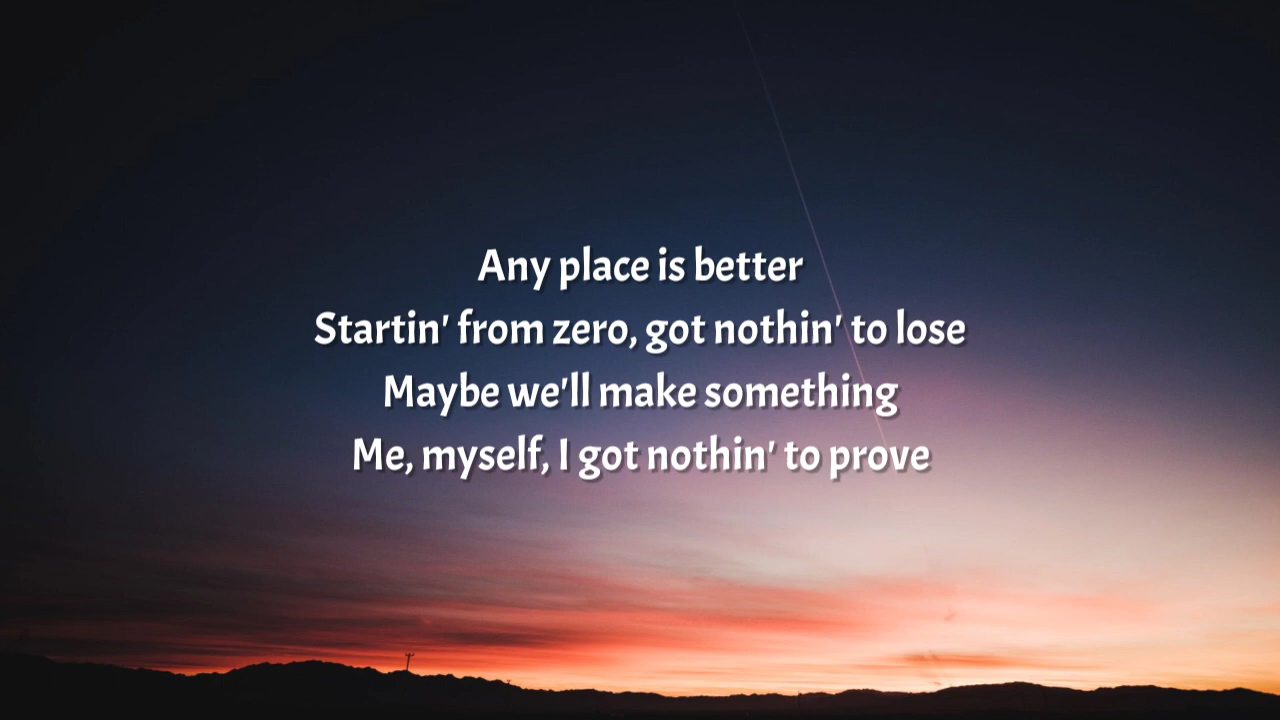 Any place is better
Startin' from zero, got nothin' to lose
Maybe we'll make something
Me, myself, I got nothin' to prove